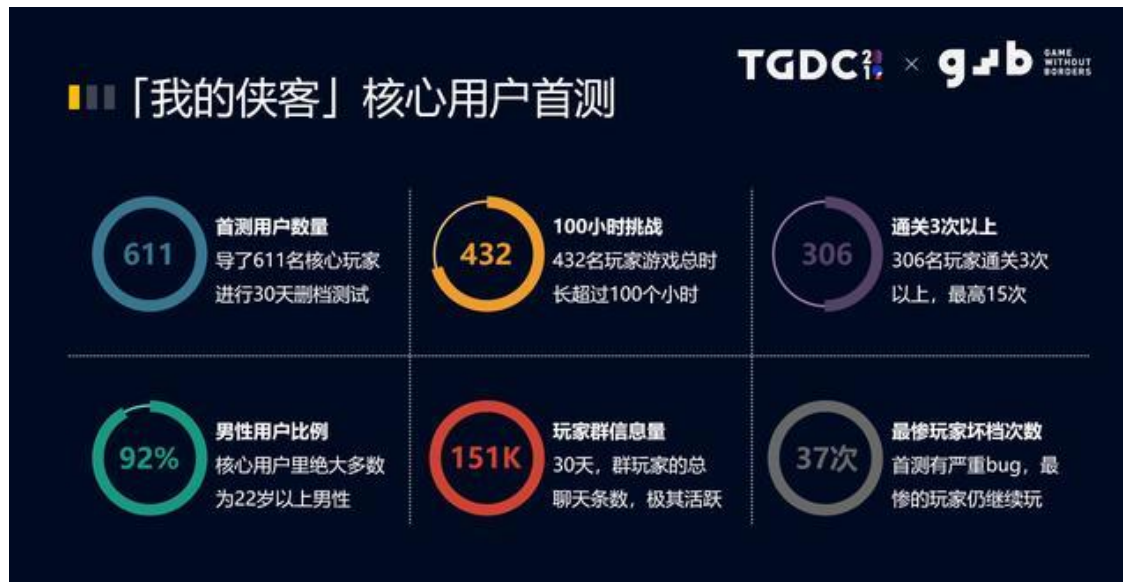 TGDC 2019 × gwb GAME
WITHOUT
BORDERS
「我的侠客」核心用户首测
611
首测用户数量
导了611名核心玩家
进行30天删档测试
432
100小时挑战
432名玩家游戏总时
长超过100个小时
306
通关3次以上
306名玩家通关3次
以上，最高15次
92%
男性用户比例
核心用户里绝大多数
为22岁以上男性
151K
玩家群信息量
30天，群玩家的总
聊天条数，极其活跃
37次
最惨玩家坏档次数
首测有严重bug，最
惨的玩家仍继续玩